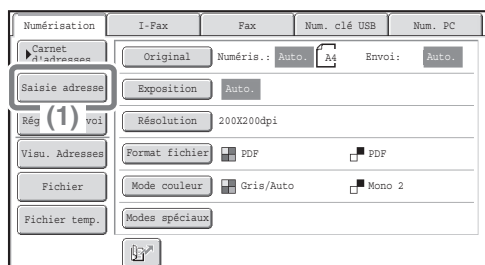 Numérisation I-Fax Fax Num. clé USB Num. PC
Carnet d'adresses
Original Numéris.: Auto. A4 Envoi: Auto.
Saisie adresse
Exposition Auto.
Rég voi
(1)
Résolution 200X200dpi
Visu. Adresses
Format fichier PDF PDF
Fichier
Mode couleur Gris/Auto Mono 2
Fichier temp.
Modes spéciaux